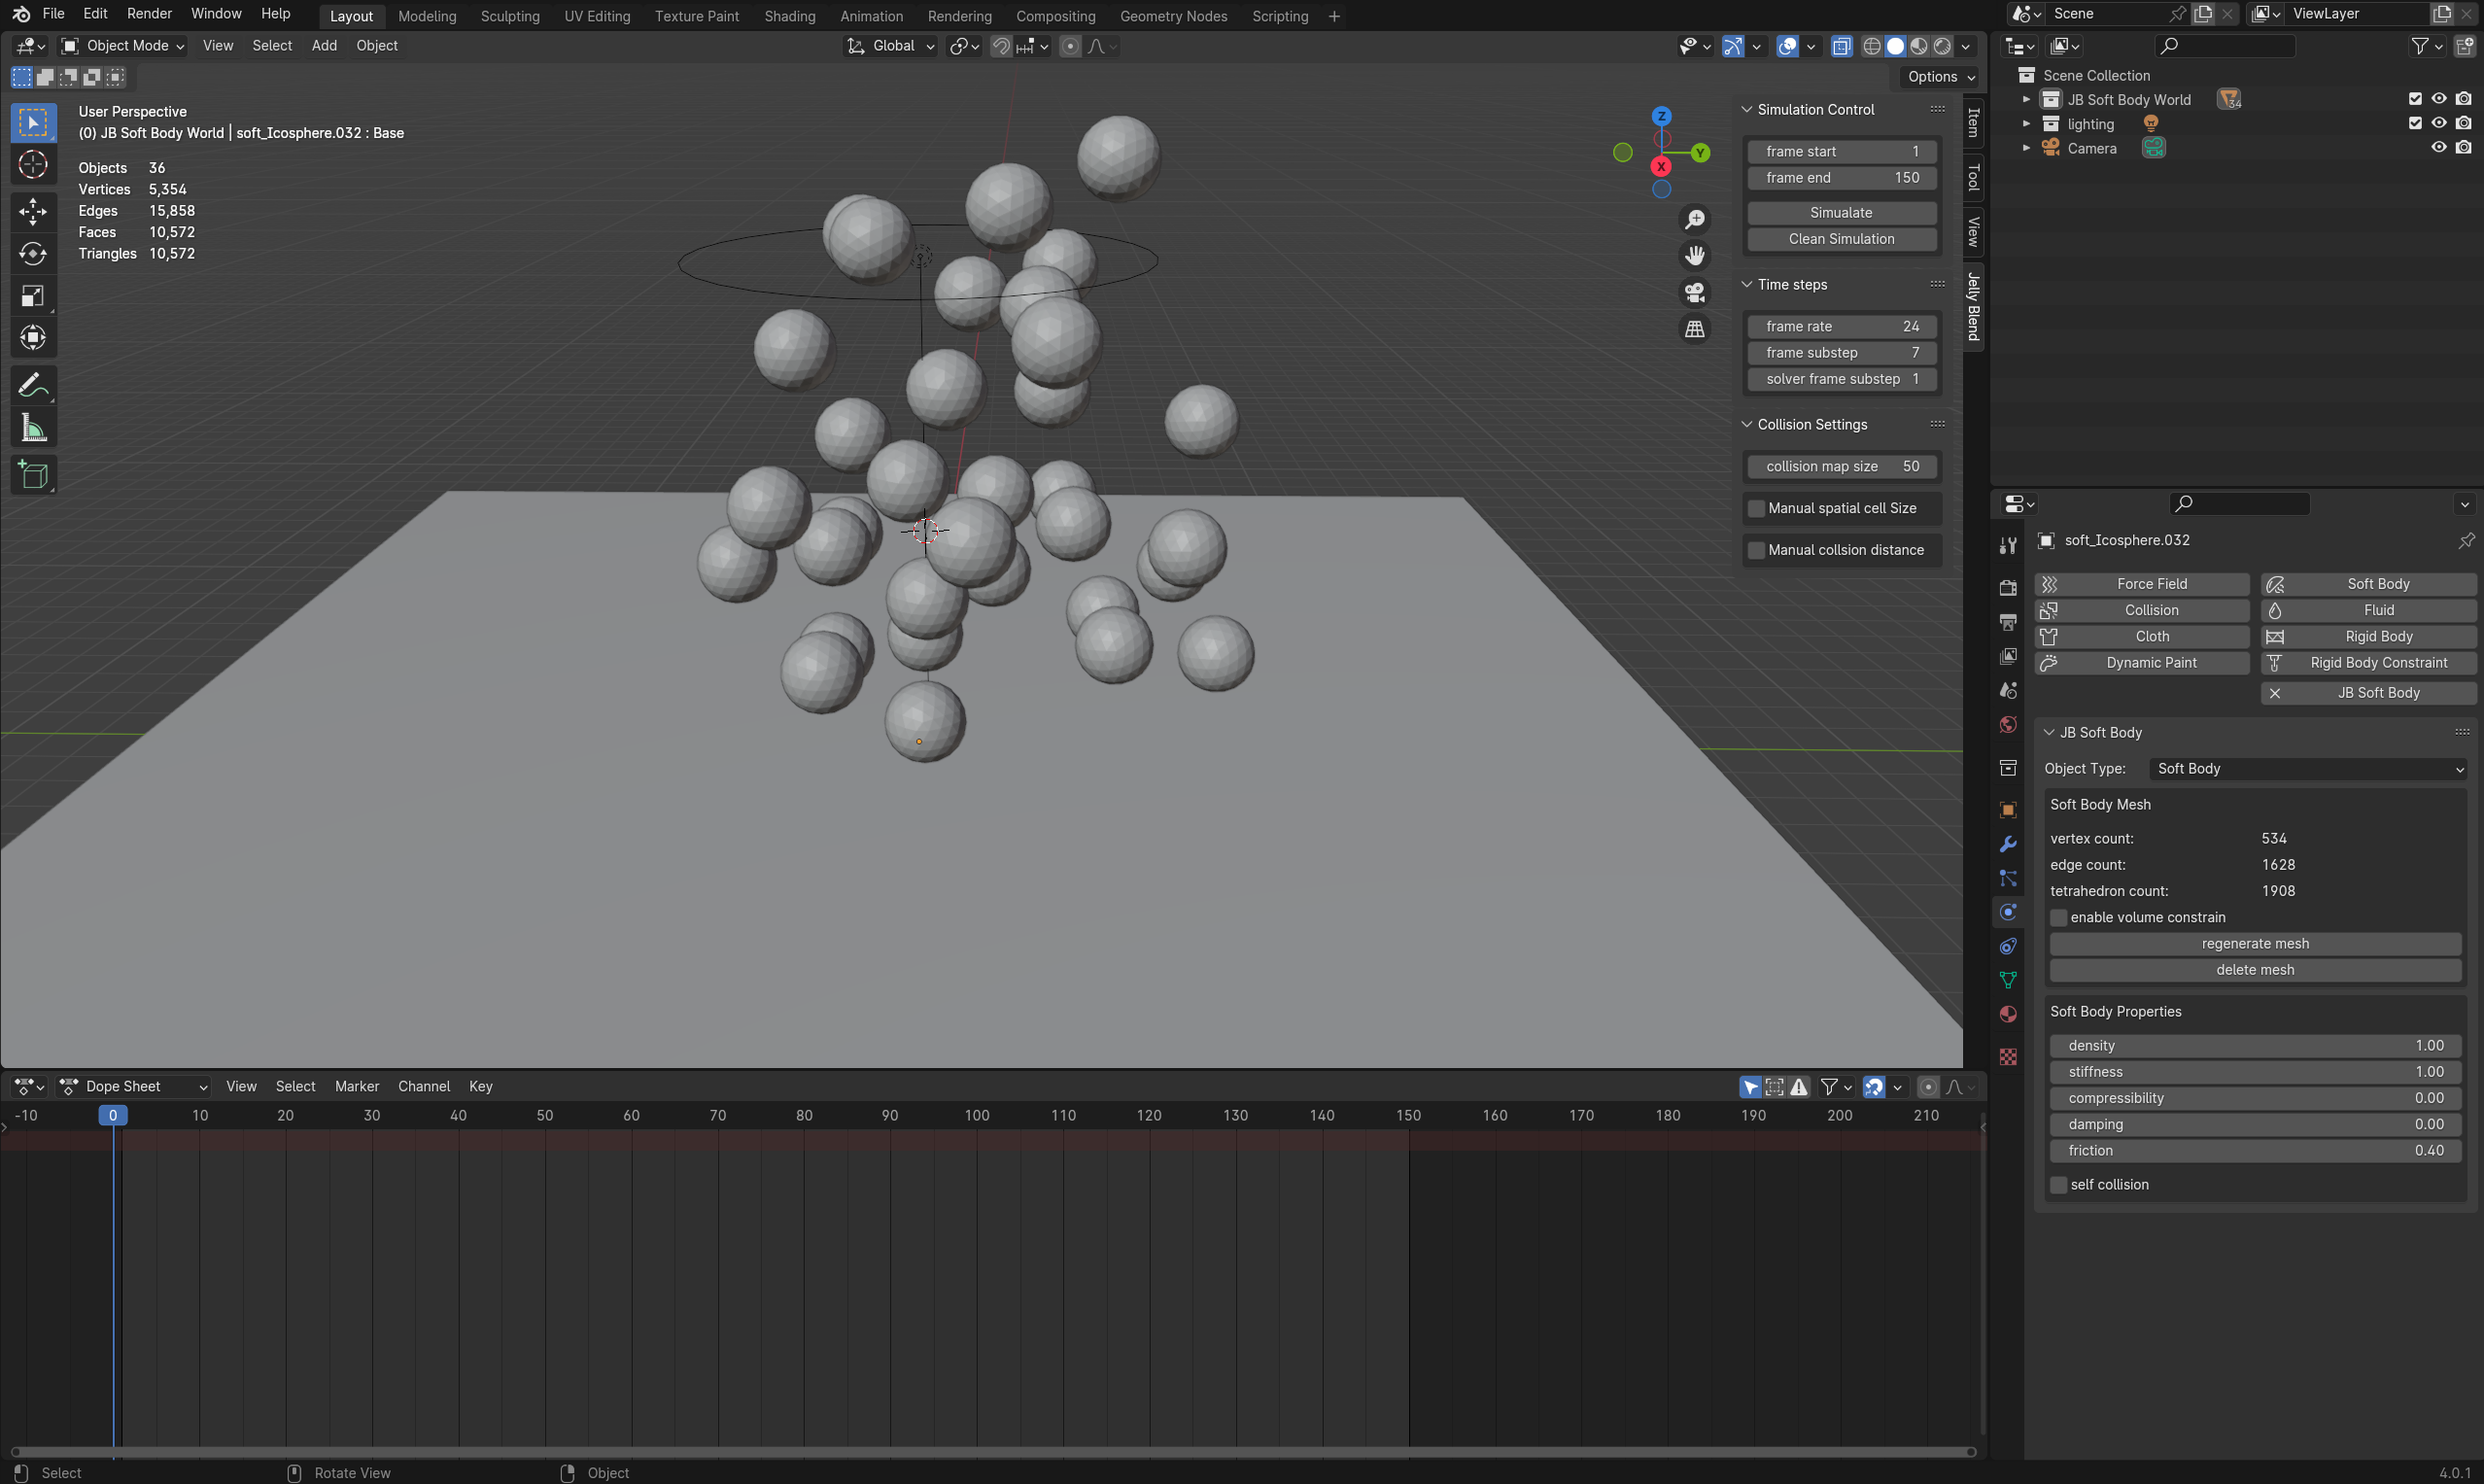 File Edit Render Window Help Layout Modeling Sculpting UV Editing Texture Paint Shading Animation Rendering Compositing Geometry Nodes Scripting Scene ViewLayer
Object Mode View Select Add Object Global
Options
User Perspective
(0) JB Soft Body World | soft_Icosphere.032 : Base
Objects 36
Vertices 5,354
Edges 15,858
Faces 10,572
Triangles 10,572
Z
Y
X
Simulation Control
frame start 1
frame end 150
Simualate
Clean Simulation
Time steps
frame rate 24
frame substep 7
solver frame substep 1
Collision Settings
collision map size 50
Manual spatial cell Size
Manual collsion distance
Item
Tool
View
Jelly Blend
Scene Collection
JB Soft Body World 34
lighting
Camera
soft_Icosphere.032
Force Field Soft Body
Collision Fluid
Cloth Rigid Body
Dynamic Paint Rigid Body Constraint
JB Soft Body
JB Soft Body
Object Type: Soft Body
Soft Body Mesh
vertex count: 534
edge count: 1628
tetrahedron count: 1908
enable volume constrain
regenerate mesh
delete mesh
Soft Body Properties
density 1.00
stiffness 1.00
compressibility 0.00
damping 0.00
friction 0.40
self collision
Dope Sheet View Select Marker Channel Key
-10 0 10 20 30 40 50 60 70 80 90 100 110 120 130 140 150 160 170 180 190 200 210
Select Rotate View Object 4.0.1